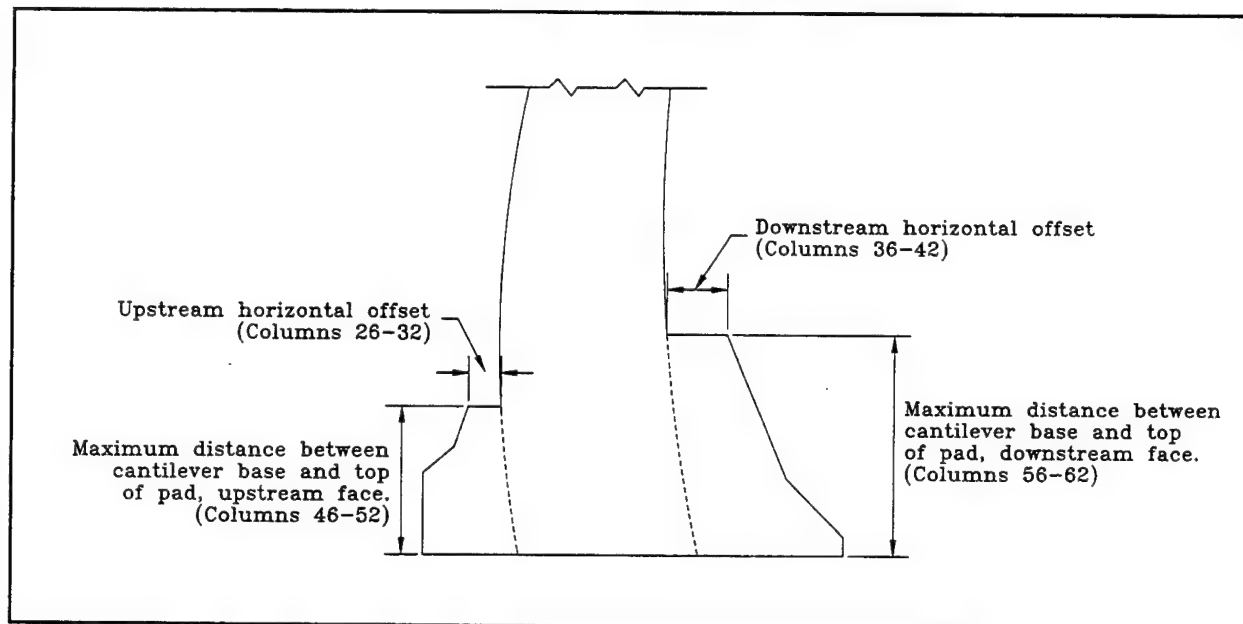 Downstream horizontal offset
(Columns 36-42)
Upstream horizontal offset
(Columns 26-32)
Maximum distance between
cantilever base and top
of pad, upstream face.
(Columns 46-52)
Maximum distance between
cantilever base and top
of pad, downstream face.
(Columns 56-62)